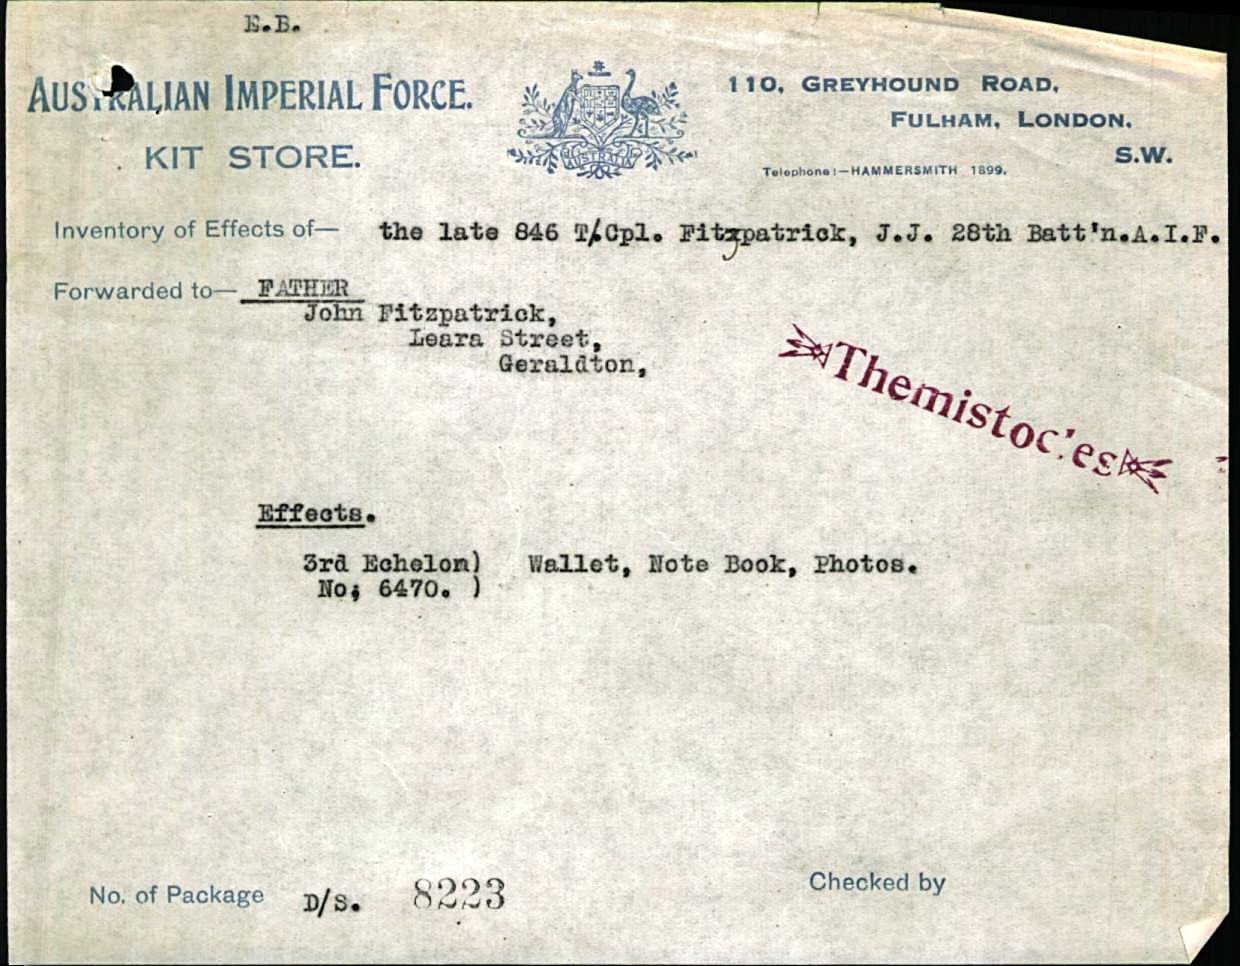 E.B.
AUSTRALIAN IMPERIAL FORCE.
KIT STORE.
AUSTRALIA
110, GREYHOUND ROAD,
FULHAM, LONDON,
S.W.
Telephone:—HAMMERSMITH 1899.
Inventory of Effects of— the late 846 T/Cpl. Fitzpatrick, J.J. 28th Batt'n.A.I.F.
Forwarded to— FATHER
John Fitzpatrick,
Leara Street,
Geraldton,
Themistocles
Effects.
3rd Echelon) Wallet, Note Book, Photos.
No; 6470. )
No. of Package D/S. 8223
Checked by